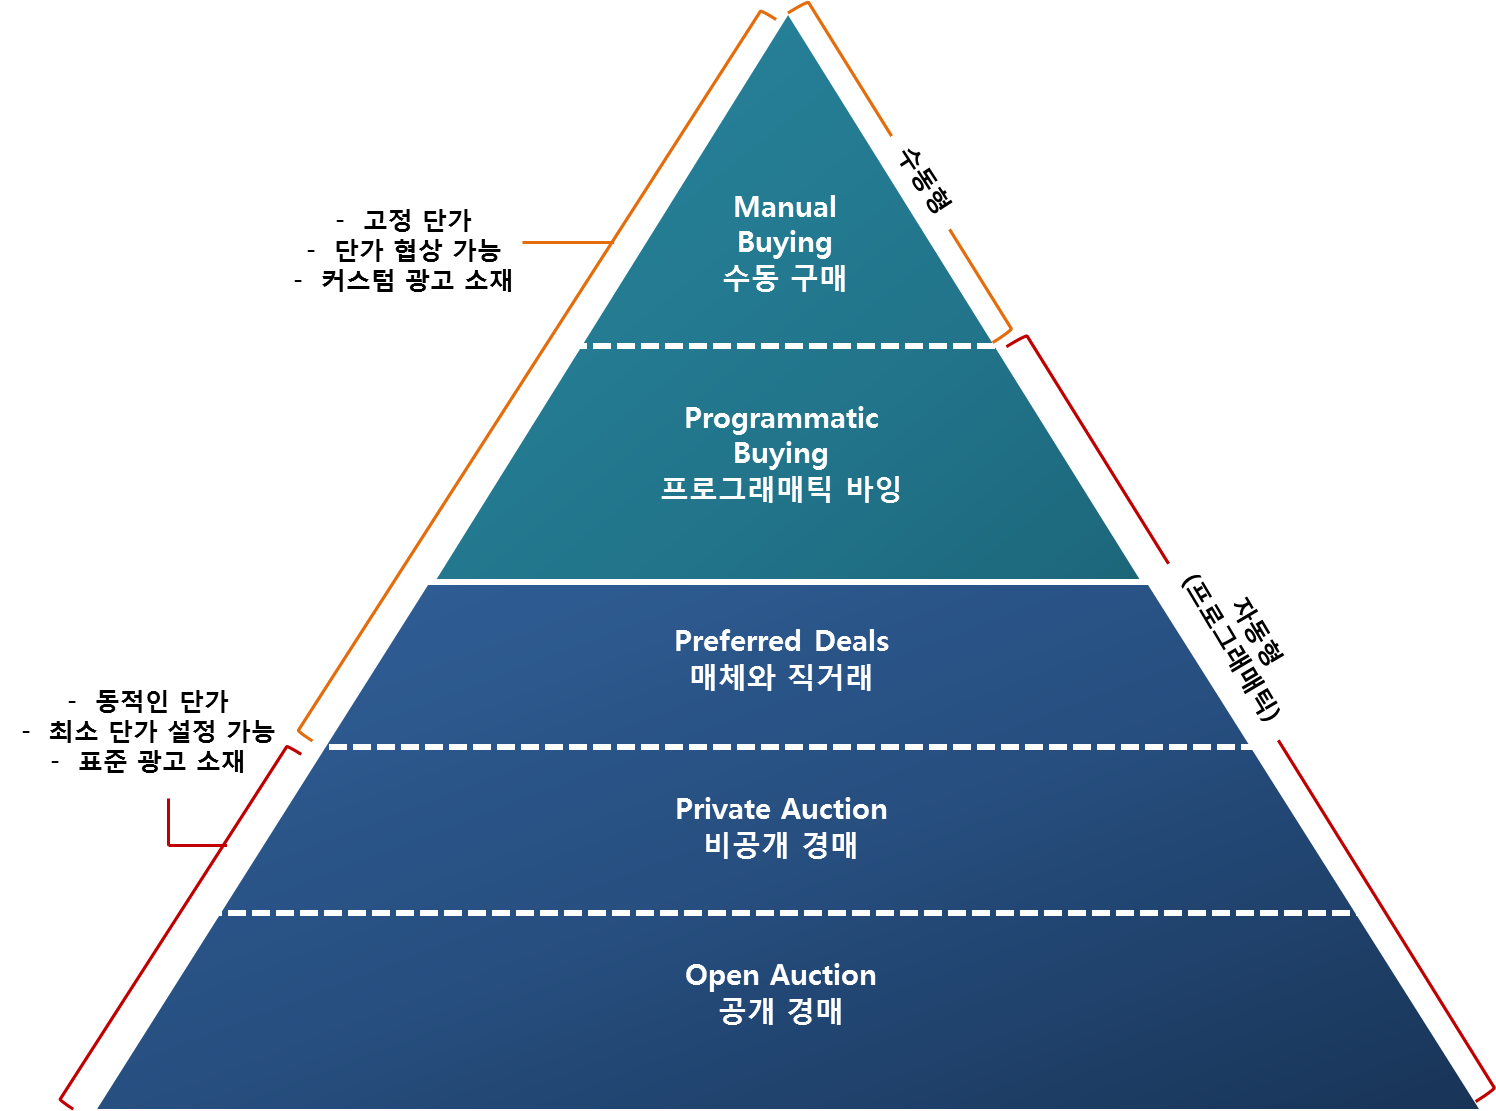 수동형
Manual
Buying
수동 구매
- 고정 단가
- 단가 협상 가능
- 커스텀 광고 소재
Programmatic
Buying
프로그래매틱 바잉
자동형
(프로그래매틱)
Preferred Deals
매체와 직거래
- 동적인 단가
- 최소 단가 설정 가능
- 표준 광고 소재
Private Auction
비공개 경매
Open Auction
공개 경매